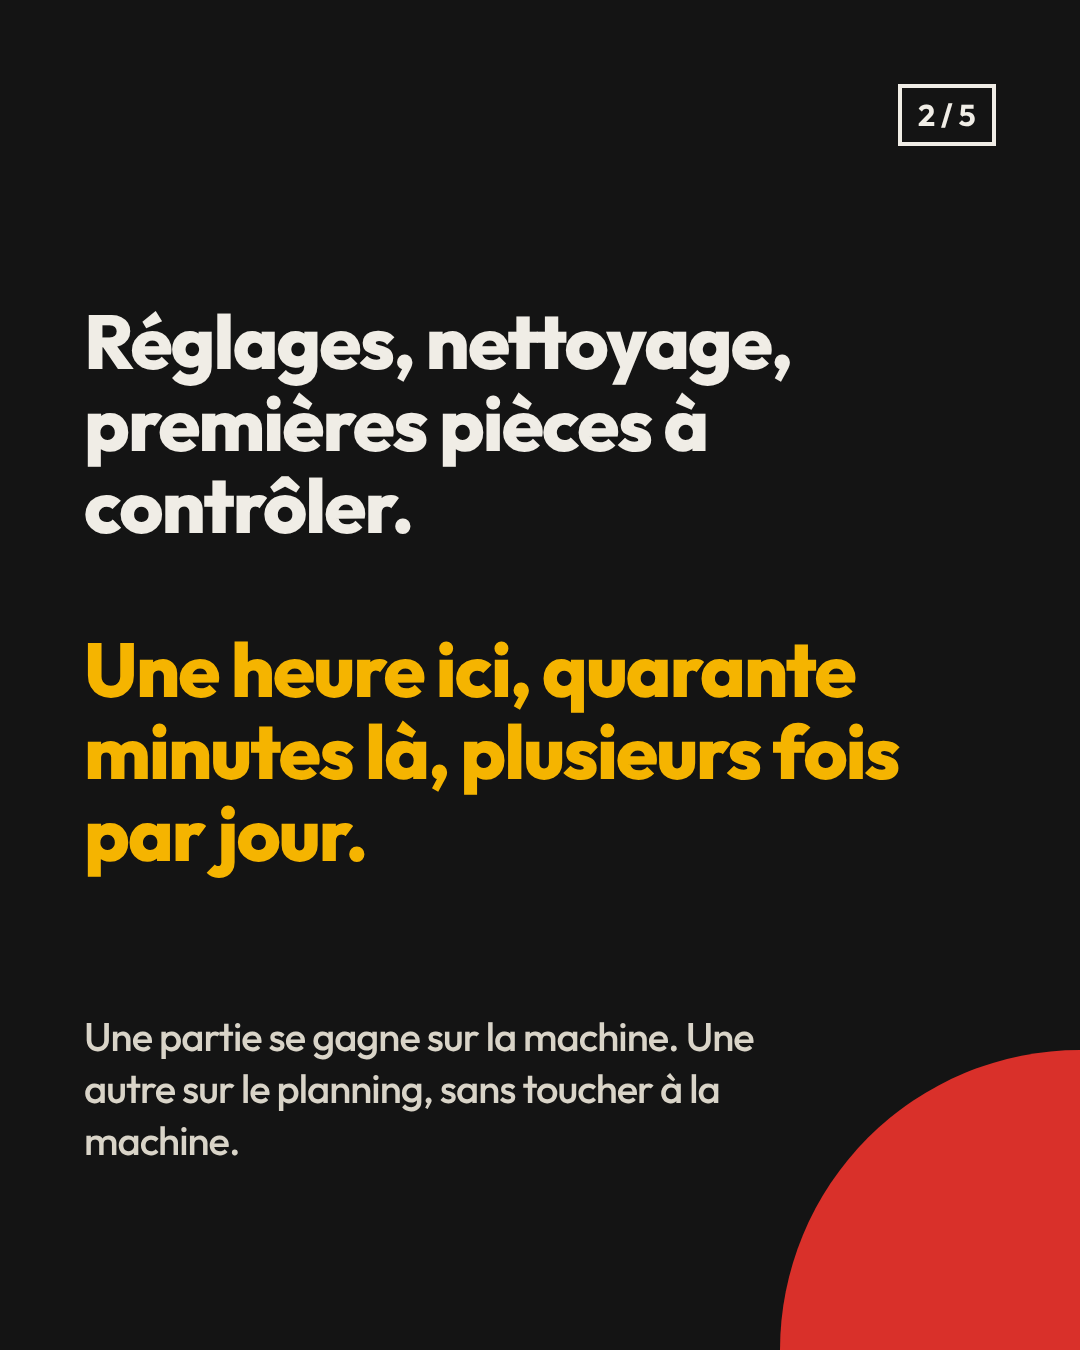 2 / 5
Réglages, nettoyage,
premières pièces à
contrôler.
Une heure ici, quarante
minutes là, plusieurs fois
par jour.
Une partie se gagne sur la machine. Une
autre sur le planning, sans toucher à la
machine.